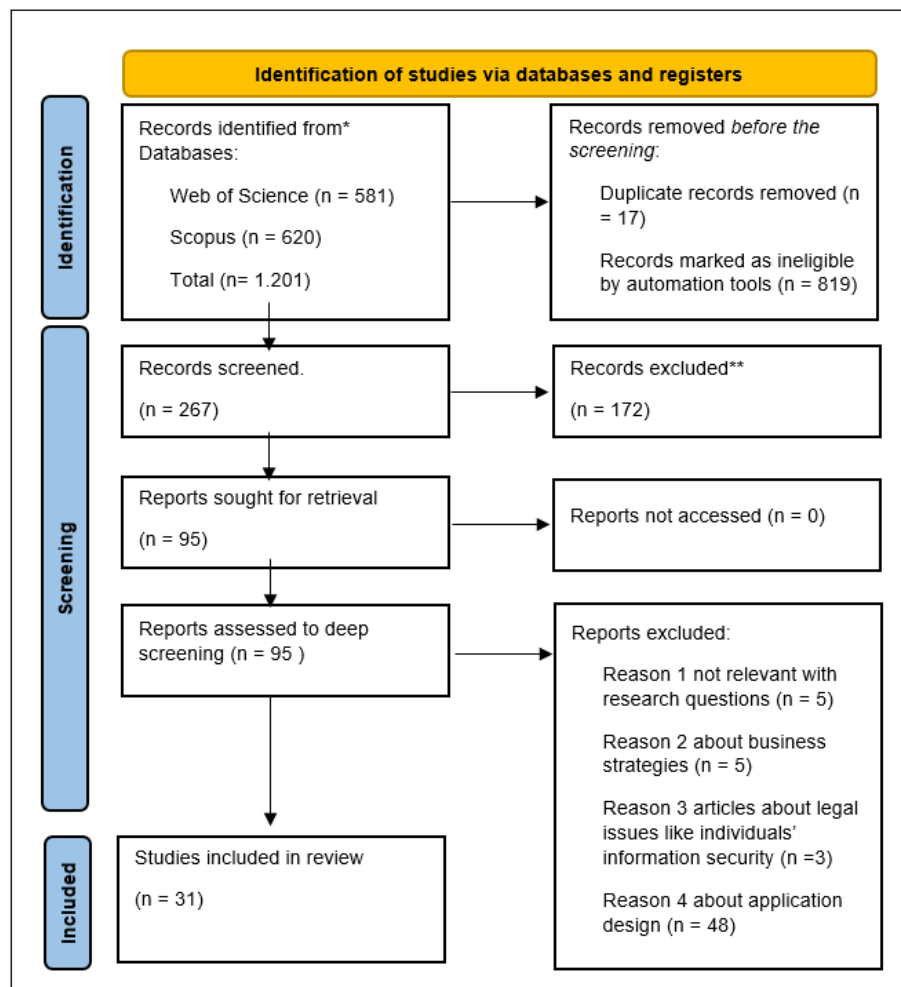 Identification of studies via databases and registers
Identification
Records identified from*
Databases:
Web of Science (n = 581)
Scopus (n = 620)
Total (n= 1.201)
Records removed before the
screening:
Duplicate records removed (n
= 17)
Records marked as ineligible
by automation tools (n = 819)
Screening
Records screened.
(n = 267)
Records excluded**
(n = 172)
Reports sought for retrieval
(n = 95)
Reports not accessed (n = 0)
Reports assessed to deep
screening (n = 95 )
Reports excluded:
Reason 1 not relevant with
research questions (n = 5)
Reason 2 about business
strategies (n = 5)
Reason 3 articles about legal
issues like individuals’
information security (n =3)
Reason 4 about application
design (n = 48)
Included
Studies included in review
(n = 31)